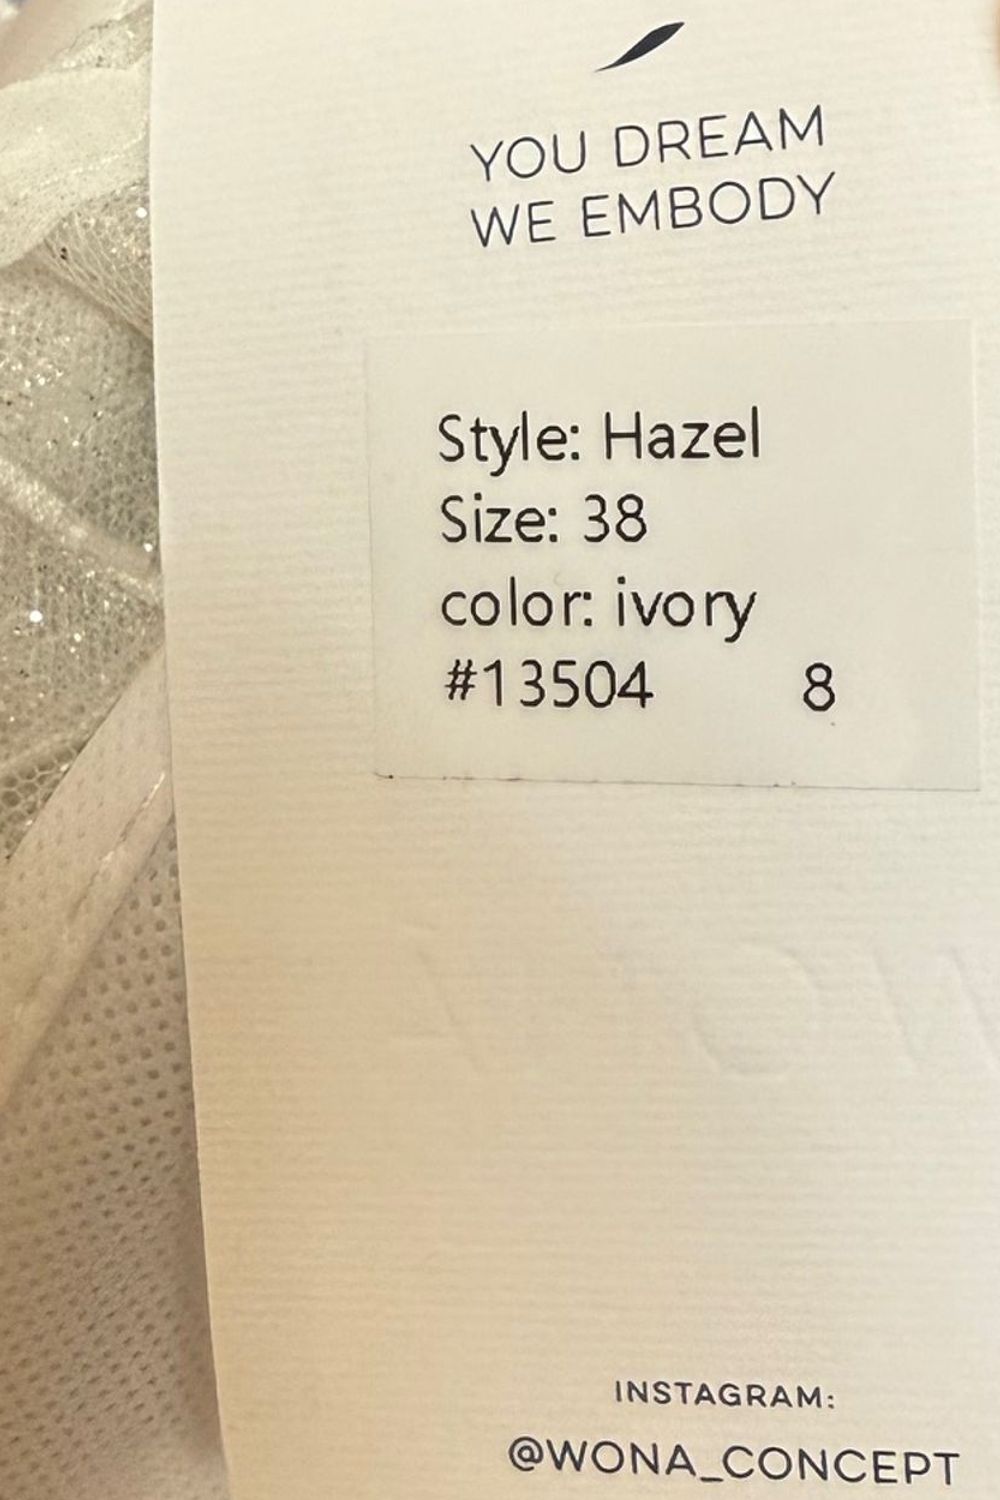 YOU DREAM
WE EMBODY
Style: Hazel
Size: 38
color: ivory
#13504 8
INSTAGRAM:
@WONA_CONCEPT